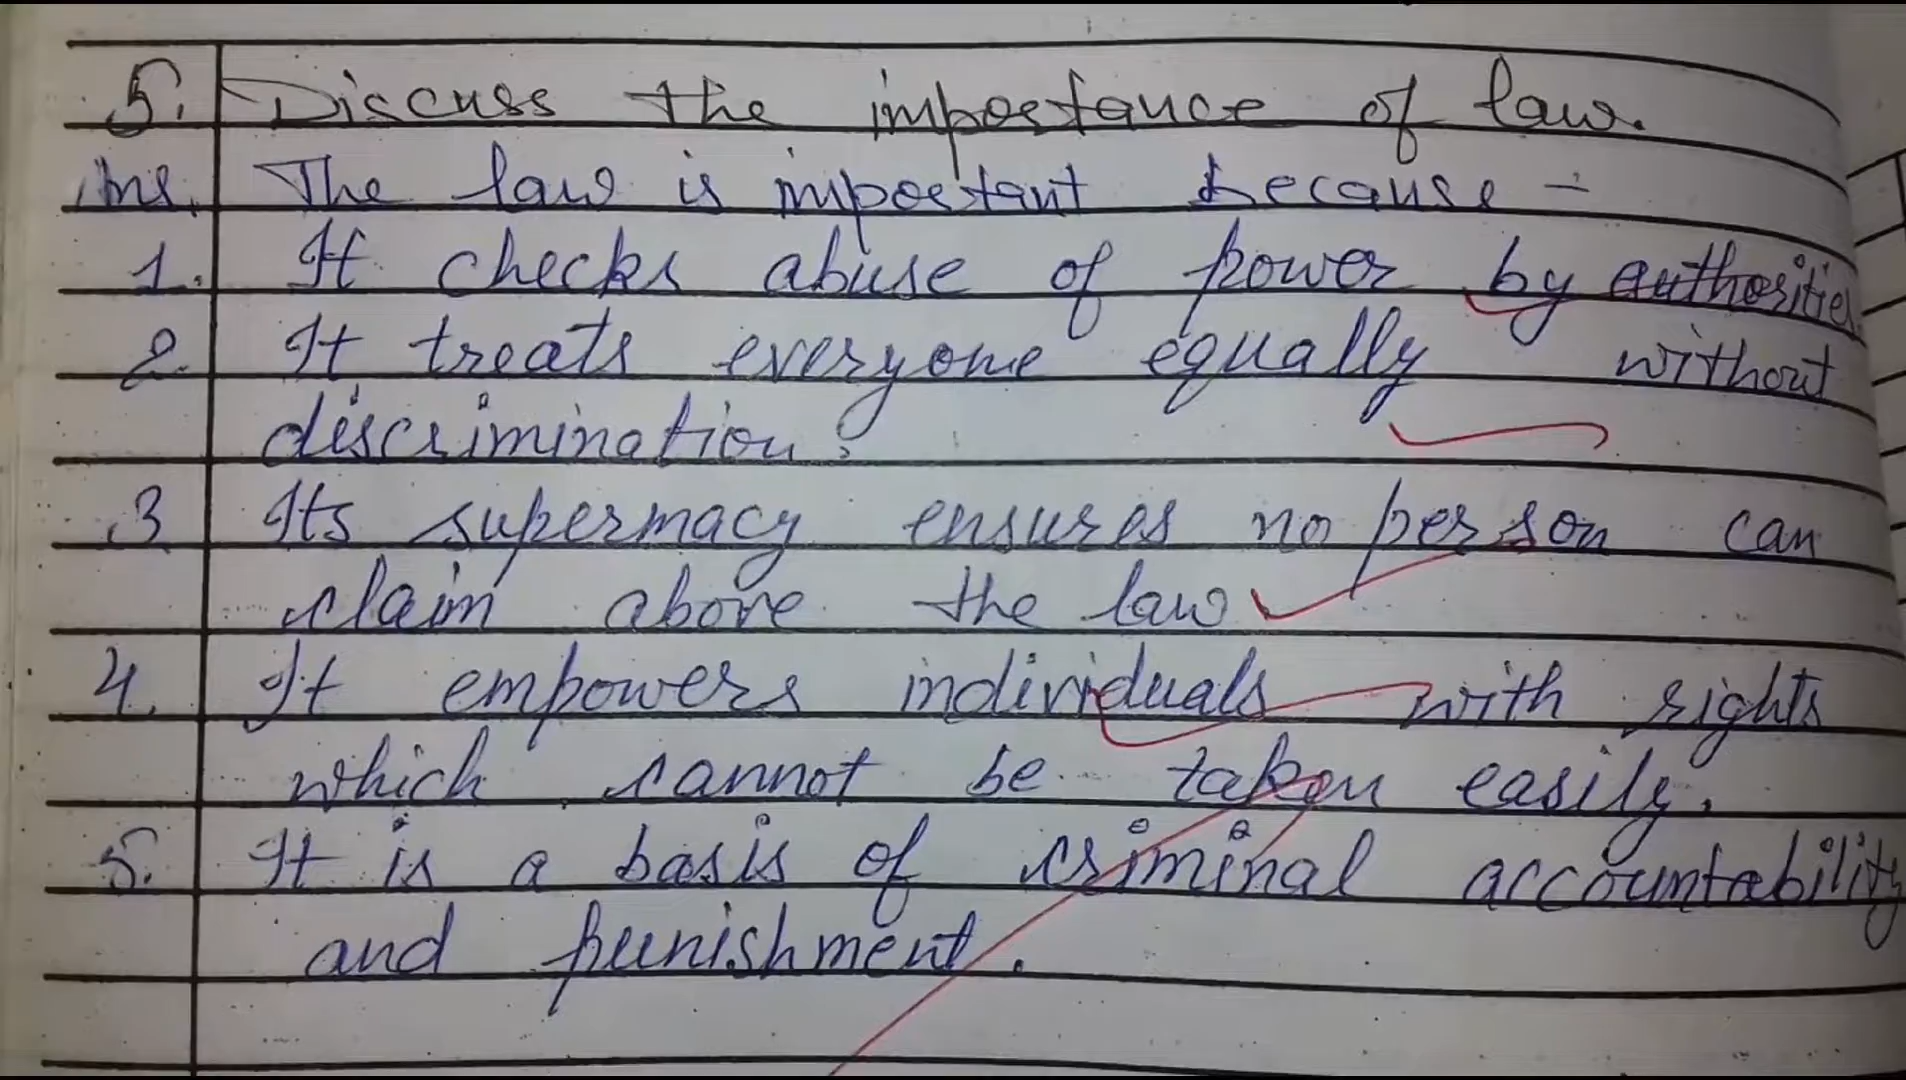 5. Discuss the importance of law.
Ans. The law is important because -
1. It checks abuse of power by authorities.
2. It treats everyone equally without
discrimination.
3 Its supermacy ensures no person can
claim above the law
4. It empowers individuals with rights
which cannot be taken easily.
5. It is a basis of criminal accountability
and punishment.